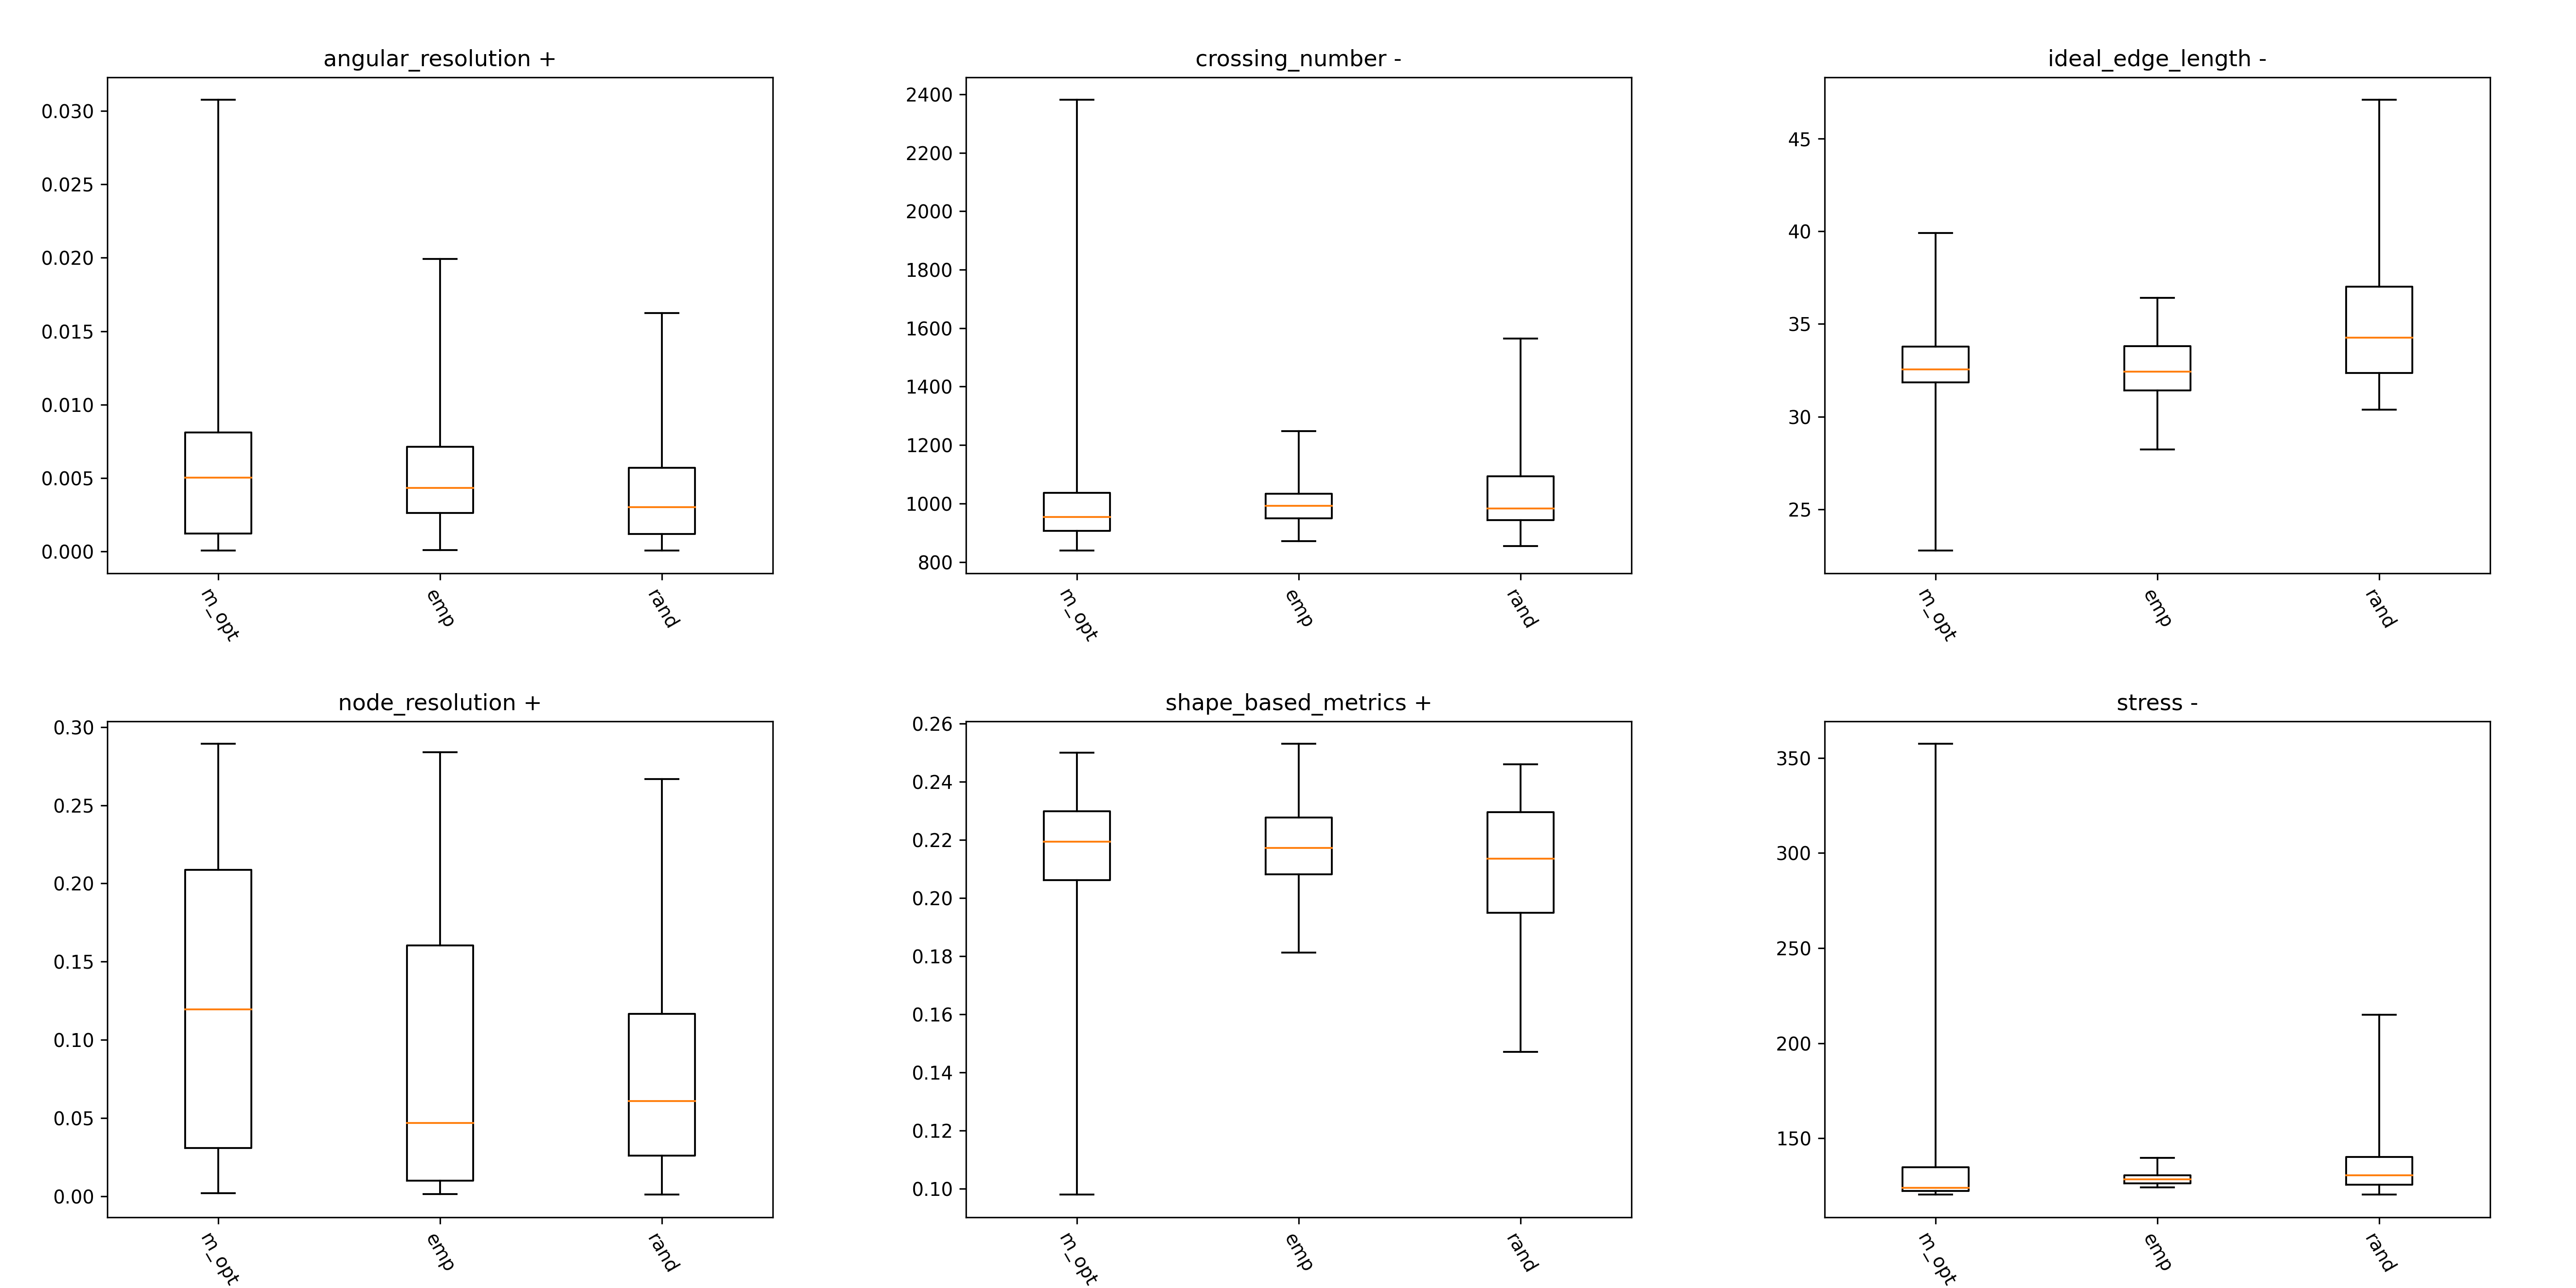 angular_resolution +
0.030
0.025
0.020
0.015
0.010
0.005
0.000
m_opt
emp
rand
crossing_number -
2400
2200
2000
1800
1600
1400
1200
1000
800
m_opt
emp
rand
ideal_edge_length -
45
40
35
30
25
m_opt
emp
rand
node_resolution +
0.30
0.25
0.20
0.15
0.10
0.05
0.00
m_opt
emp
rand
shape_based_metrics +
0.26
0.24
0.22
0.20
0.18
0.16
0.14
0.12
0.10
m_opt
emp
rand
stress -
350
300
250
200
150
m_opt
emp
rand